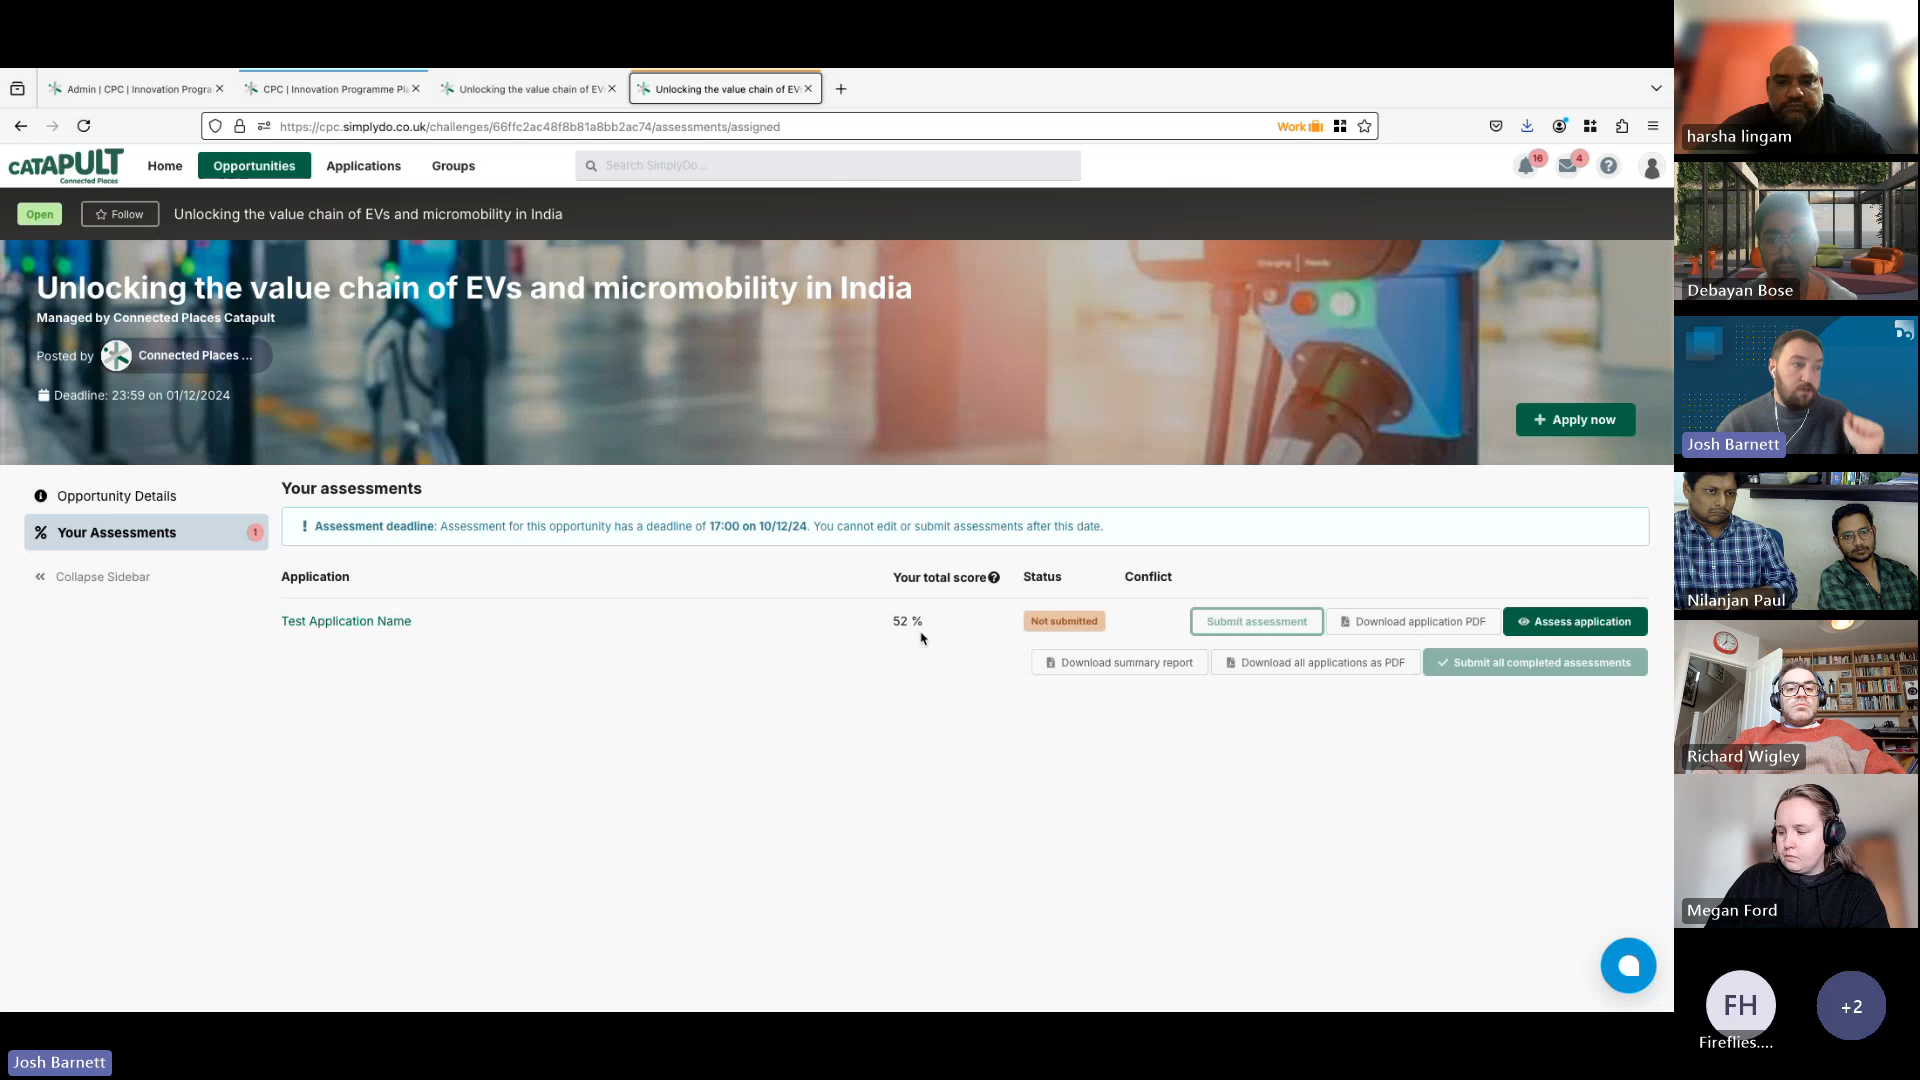 Admin | CPC | Innovation Progra
CPC | Innovation Programme Pl
Unlocking the value chain of EV
Unlocking the value chain of EV
https://cpc.simplydo.co.uk/challenges/66ffc2ac48f8b81a8bb2ac74/assessments/assigned
Work
CATAPULT
Connected Places
Home
Opportunities
Applications
Groups
Search SimplyDo...
16
4
Open
Follow
Unlocking the value chain of EVs and micromobility in India
Unlocking the value chain of EVs and micromobility in India
Managed by Connected Places Catapult
Posted by
Connected Places ...
Deadline: 23:59 on 01/12/2024
Apply now
Opportunity Details
Your Assessments
1
Collapse Sidebar
Your assessments
Assessment deadline: Assessment for this opportunity has a deadline of 17:00 on 10/12/24. You cannot edit or submit assessments after this date.
Application
Your total score
Status
Conflict
Test Application Name
52 %
Not submitted
Submit assessment
Download application PDF
Assess application
Download summary report
Download all applications as PDF
Submit all completed assessments
harsha lingam
Debayan Bose
Josh Barnett
Nilanjan Paul
Richard Wigley
Megan Ford
FH
Fireflies....
+2
Josh Barnett